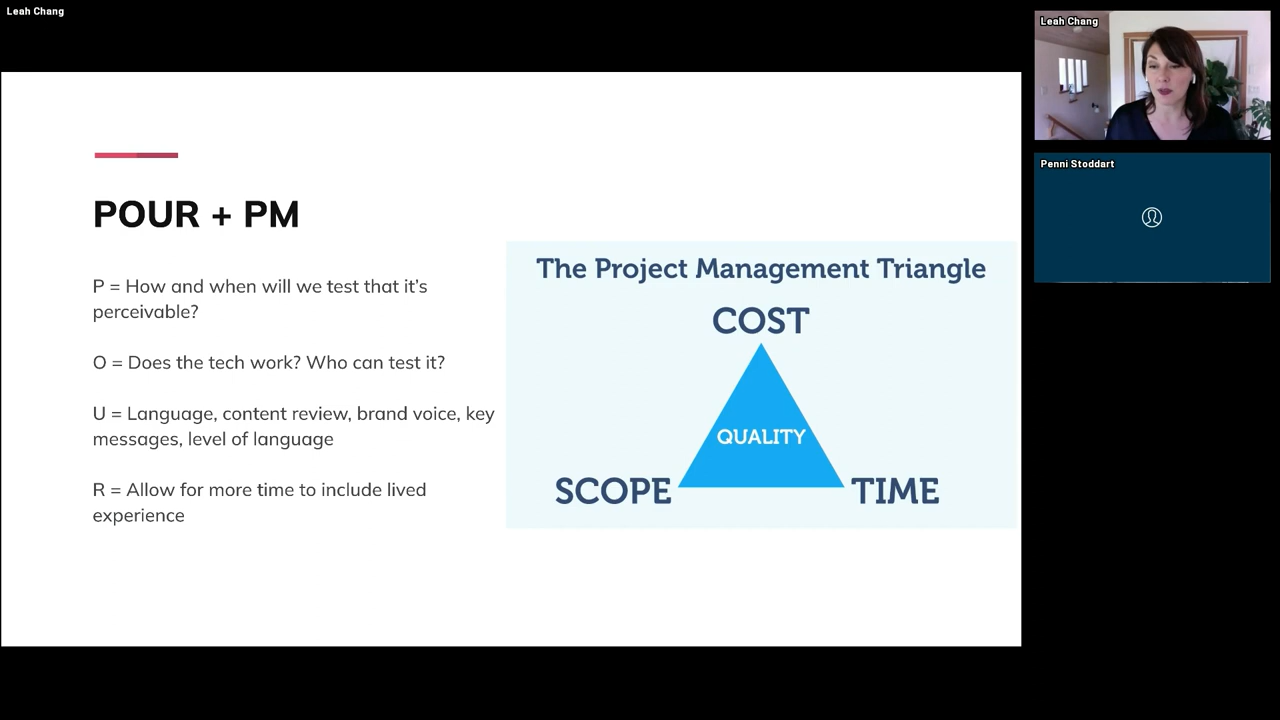 Leah Chang
POUR + PM
P = How and when will we test that it’s
perceivable?
O = Does the tech work? Who can test it?
U = Language, content review, brand voice, key
messages, level of language
R = Allow for more time to include lived
experience
The Project Management Triangle
COST
QUALITY
SCOPE
TIME
Leah Chang
Penni Stoddart